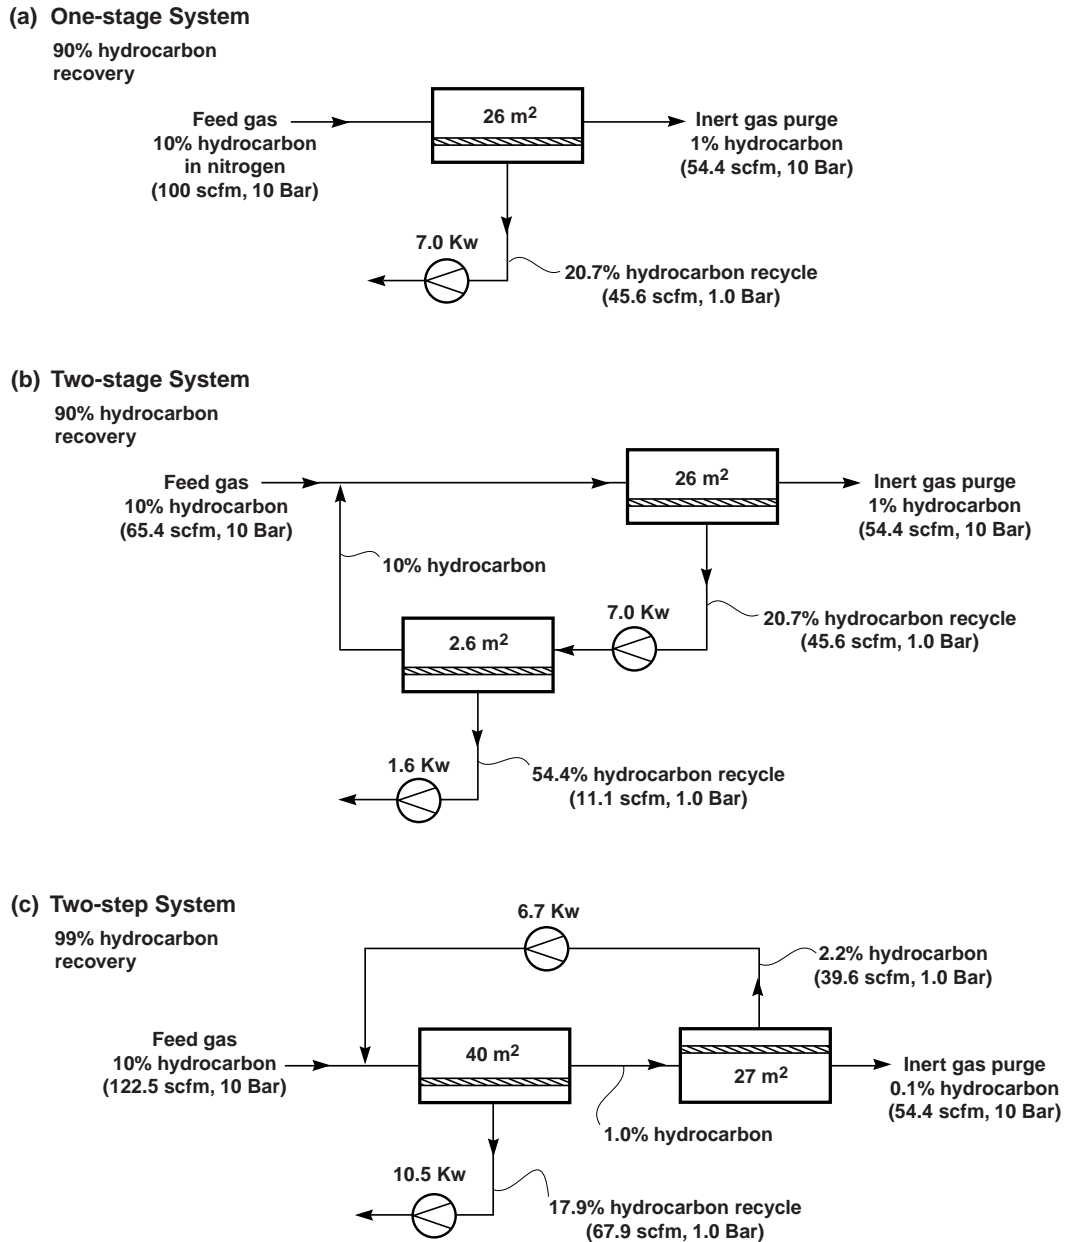 (a) One-stage System
90% hydrocarbon
recovery
Feed gas
10% hydrocarbon
in nitrogen
(100 scfm, 10 Bar)
26 m²
Inert gas purge
1% hydrocarbon
(54.4 scfm, 10 Bar)
7.0 Kw
20.7% hydrocarbon recycle
(45.6 scfm, 1.0 Bar)
(b) Two-stage System
90% hydrocarbon
recovery
Feed gas
10% hydrocarbon
(65.4 scfm, 10 Bar)
26 m²
Inert gas purge
1% hydrocarbon
(54.4 scfm, 10 Bar)
10% hydrocarbon
7.0 Kw
20.7% hydrocarbon recycle
(45.6 scfm, 1.0 Bar)
2.6 m²
1.6 Kw
54.4% hydrocarbon recycle
(11.1 scfm, 1.0 Bar)
(c) Two-step System
99% hydrocarbon
recovery
6.7 Kw
2.2% hydrocarbon
(39.6 scfm, 1.0 Bar)
Feed gas
10% hydrocarbon
(122.5 scfm, 10 Bar)
40 m²
27 m²
Inert gas purge
0.1% hydrocarbon
(54.4 scfm, 10 Bar)
1.0% hydrocarbon
10.5 Kw
17.9% hydrocarbon recycle
(67.9 scfm, 1.0 Bar)